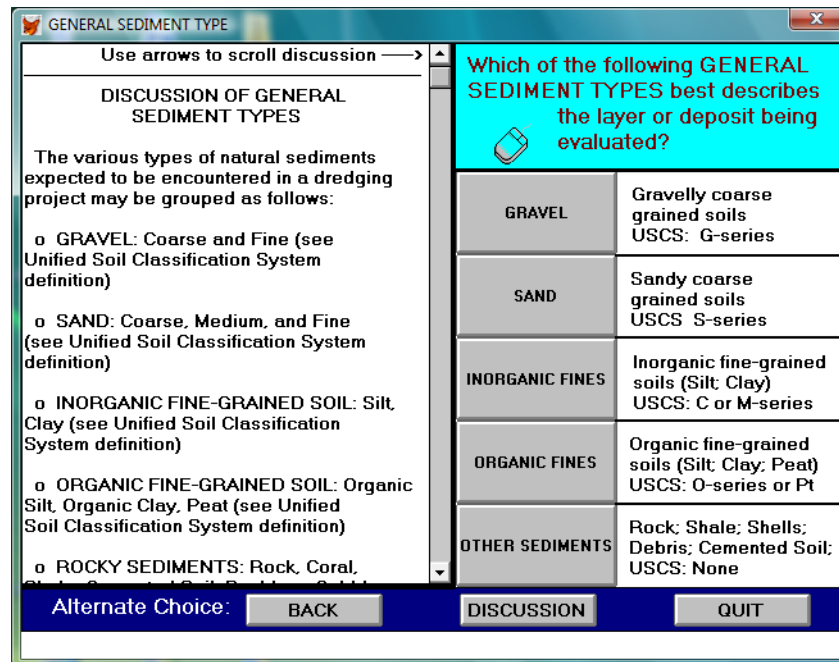 GENERAL SEDIMENT TYPE
Use arrows to scroll discussion ---->
DISCUSSION OF GENERAL
SEDIMENT TYPES
The various types of natural sediments
expected to be encountered in a dredging
project may be grouped as follows:
o GRAVEL: Coarse and Fine (see
Unified Soil Classification System
definition)
o SAND: Coarse, Medium, and Fine
(see Unified Soil Classification System
definition)
o INORGANIC FINE-GRAINED SOIL: Silt,
Clay (see Unified Soil Classification
System definition)
o ORGANIC FINE-GRAINED SOIL: Organic
Silt, Organic Clay, Peat (see Unified
Soil Classification System definition)
o ROCKY SEDIMENTS: Rock, Coral,
Which of the following GENERAL
SEDIMENT TYPES best describes
the layer or deposit being
evaluated?
GRAVEL
Gravelly coarse
grained soils
USCS: G-series
SAND
Sandy coarse
grained soils
USCS S-series
INORGANIC FINES
Inorganic fine-grained
soils (Silt; Clay)
USCS: C or M-series
ORGANIC FINES
Organic fine-grained
soils (Silt; Clay; Peat)
USCS: O-series or Pt
OTHER SEDIMENTS
Rock; Shale; Shells;
Debris; Cemented Soil;
USCS: None
Alternate Choice:
BACK
DISCUSSION
QUIT